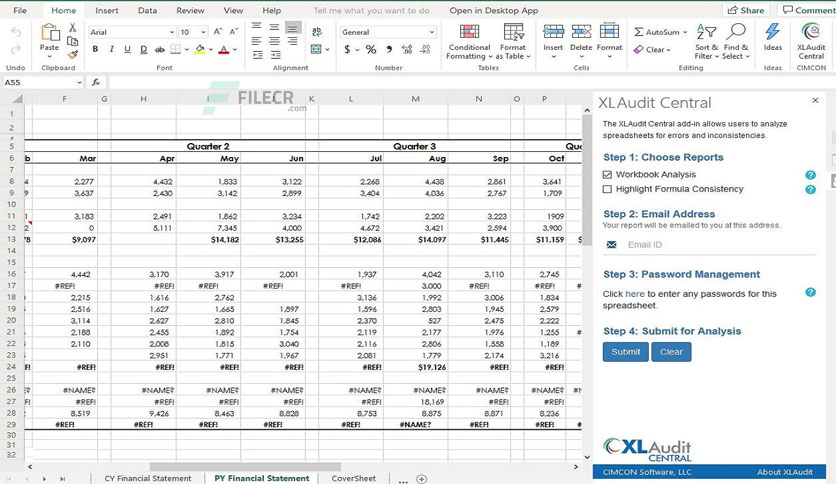 File Home Insert Data Review View Help Tell me what you want to do Open in Desktop App Share Comment
Paste Arial 10 General AutoSum
B I U D ab
Clear
Conditional Formatting Format as Table Insert Delete Format Sort & Filter Find & Select Ideas XLAudit Central
Undo Clipboard Font Alignment Number Tables Cells Editing Ideas CIMCON
A55 fx
F G H I J K L M N O P
FILECR
.com
1
2
4
5 Quarter 2 Quarter 3 Qu
6 b Mar Apr May Jun Jul Aug Sep Oct
7
8 4 2,277 4,432 1,833 3,122 2,268 4,438 2,861 3,641
9 9 3,637 2,430 3,142 2,899 3,404 4,036 2,767 1,709
10
11 1 3,183 2,491 1,862 3,234 1,742 2,202 3,223 1909
12 2 0 5,111 7,345 4,000 4,672 3,421 2,594 3,900
13 78 $9,097 $14,182 $13,255 $12,086 $14,097 $11,445 $11,159
14
15
16 4,442 3,170 3,917 2,001 1,937 4,042 3,110 2,745
17 #REF! #REF! #REF! #REF! #REF! 3,000 #REF! #REF!
18 2,215 1,616 2,762 3,136 1,992 3,006 1,834
19 2,516 1,627 1,665 1,897 1,596 2,803 1,945 2,579
20 3,114 2,627 2,810 1,845 2,370 527 2,475 2,222
21 2,188 2,455 1,892 1,754 2,119 2,177 1,976 1,255
22 2,110 2,008 1,815 3,040 2,116 2,806 1,558 1,189
23 2,951 1,771 1,967 2,081 1,779 2,174 3,216
24 F! #REF! #REF! #REF! #REF! #REF! $19,126 #REF! #REF!
25
26 E? #NAME? #NAME? #NAME? #NAME? #NAME? #NAME? #NAME? #NAME?
27 F! #REF! #REF! #REF! #REF! #REF! 18,169 #REF! #REF!
28 2 8,519 9,426 8,463 8,828 8,753 8,875 8,871 8,236
29 #REF! #REF! #REF! #REF! #REF! #NAME? #REF! #REF!
30
31
32
CY Financial Statement PY Financial Statement CoverSheet ...
XLAudit Central
The XLAudit Central add-in allows users to analyze
spreadsheets for errors and inconsistencies.
Step 1: Choose Reports
Workbook Analysis
Highlight Formula Consistency
Step 2: Email Address
Your report will be emailed to you at this address.
Email ID
Step 3: Password Management
Click here to enter any passwords for this
spreadsheet.
Step 4: Submit for Analysis
Submit Clear
XLAudit
CENTRAL
CIMCON Software, LLC About XLAudit